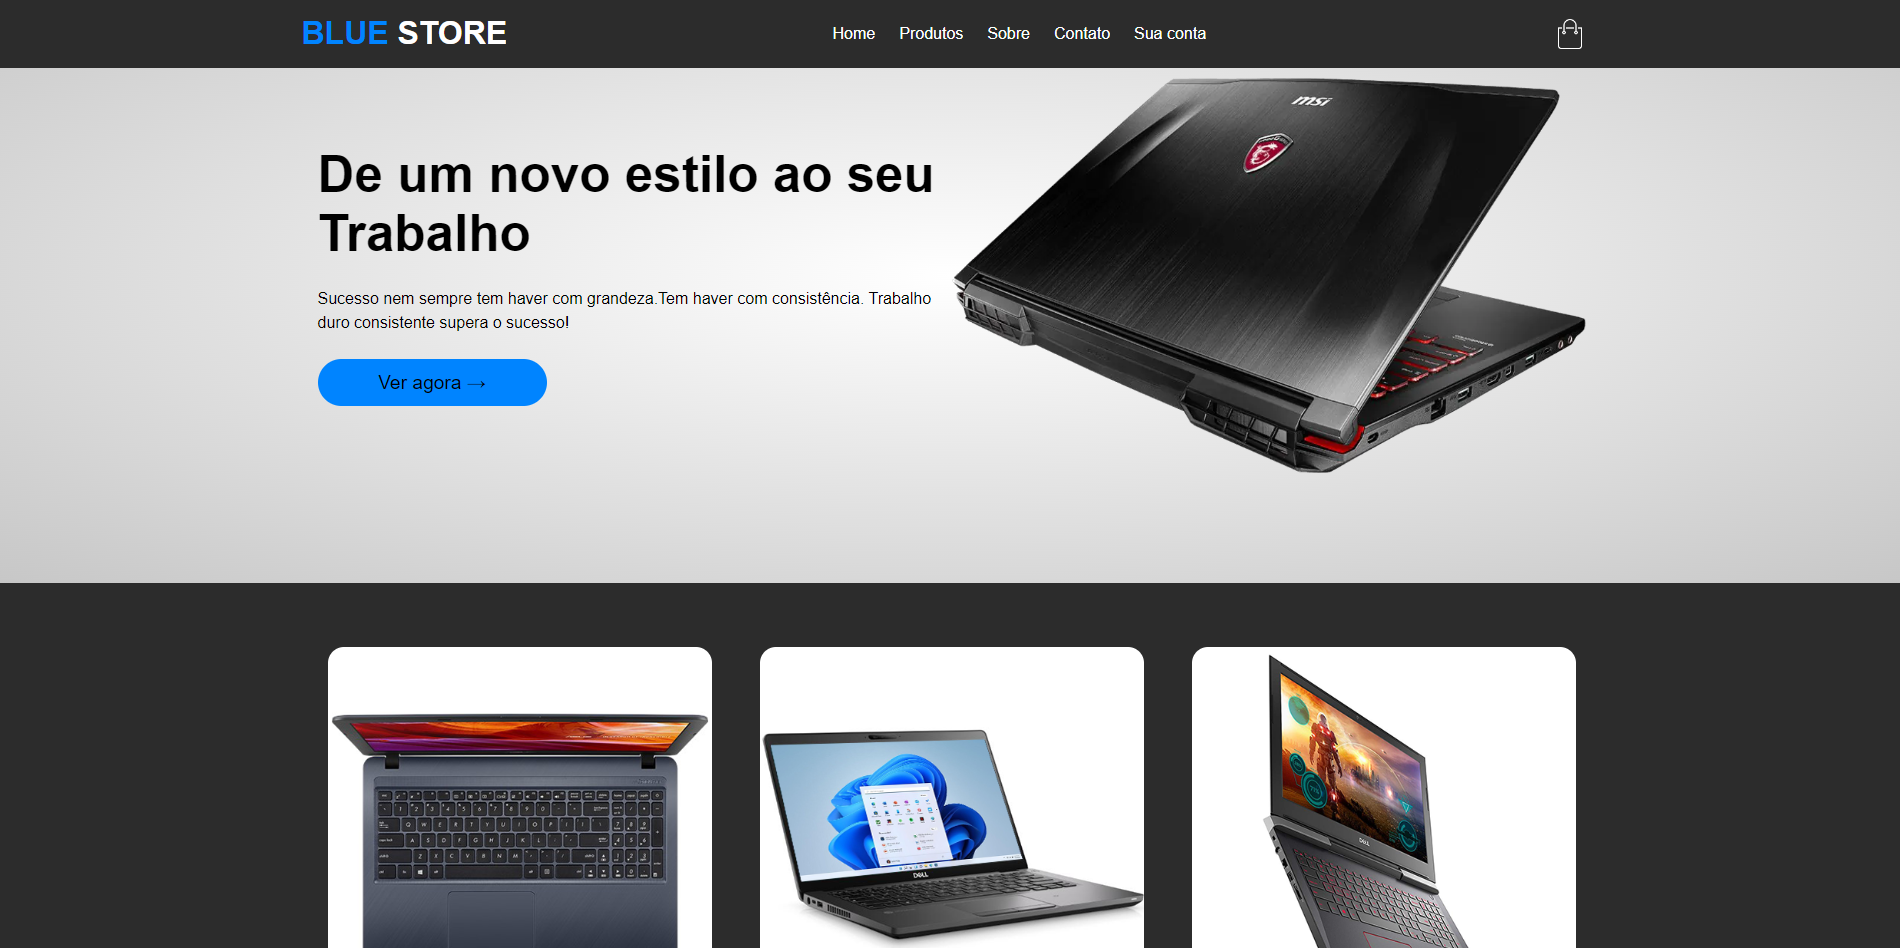 BLUE STORE
Home Produtos Sobre Contato Sua conta
msi
De um novo estilo ao seu
Trabalho
Sucesso nem sempre tem haver com grandeza.Tem haver com consistência. Trabalho
duro consistente supera o sucesso!
Ver agora →
DELL
DELL